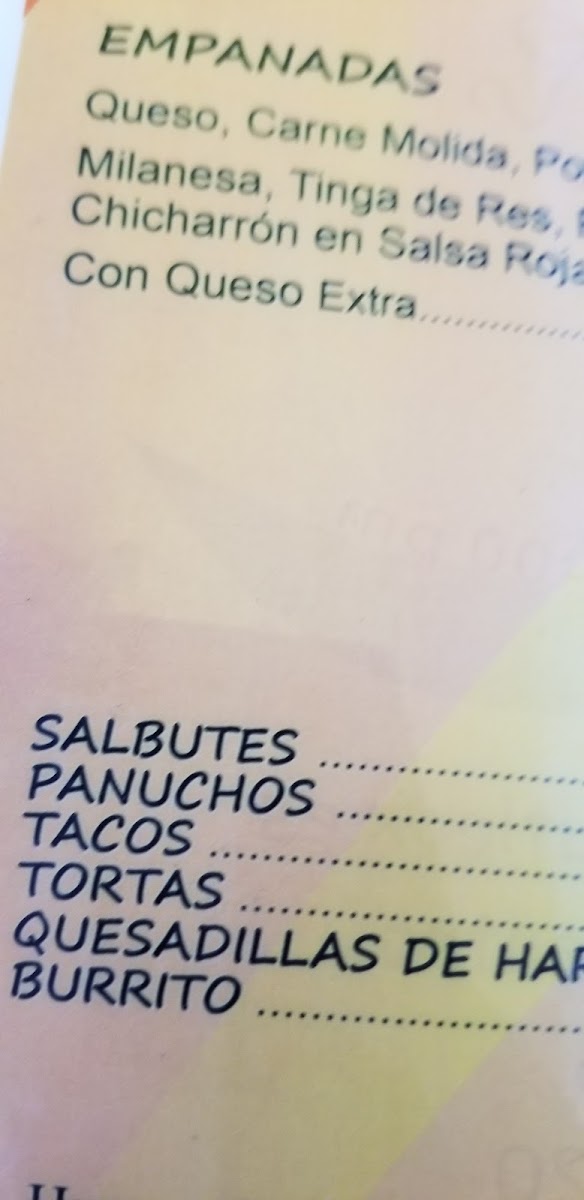 EMPANADAS
Queso, Carne Molida,
Milanesa, Tinga de Res,
Chicharrón en Salsa Roja
Con Queso Extra...............
SALBUTES ......................
PANUCHOS ....................
TACOS ............................
TORTAS ..........................
QUESADILLAS DE
BURRITO .........................